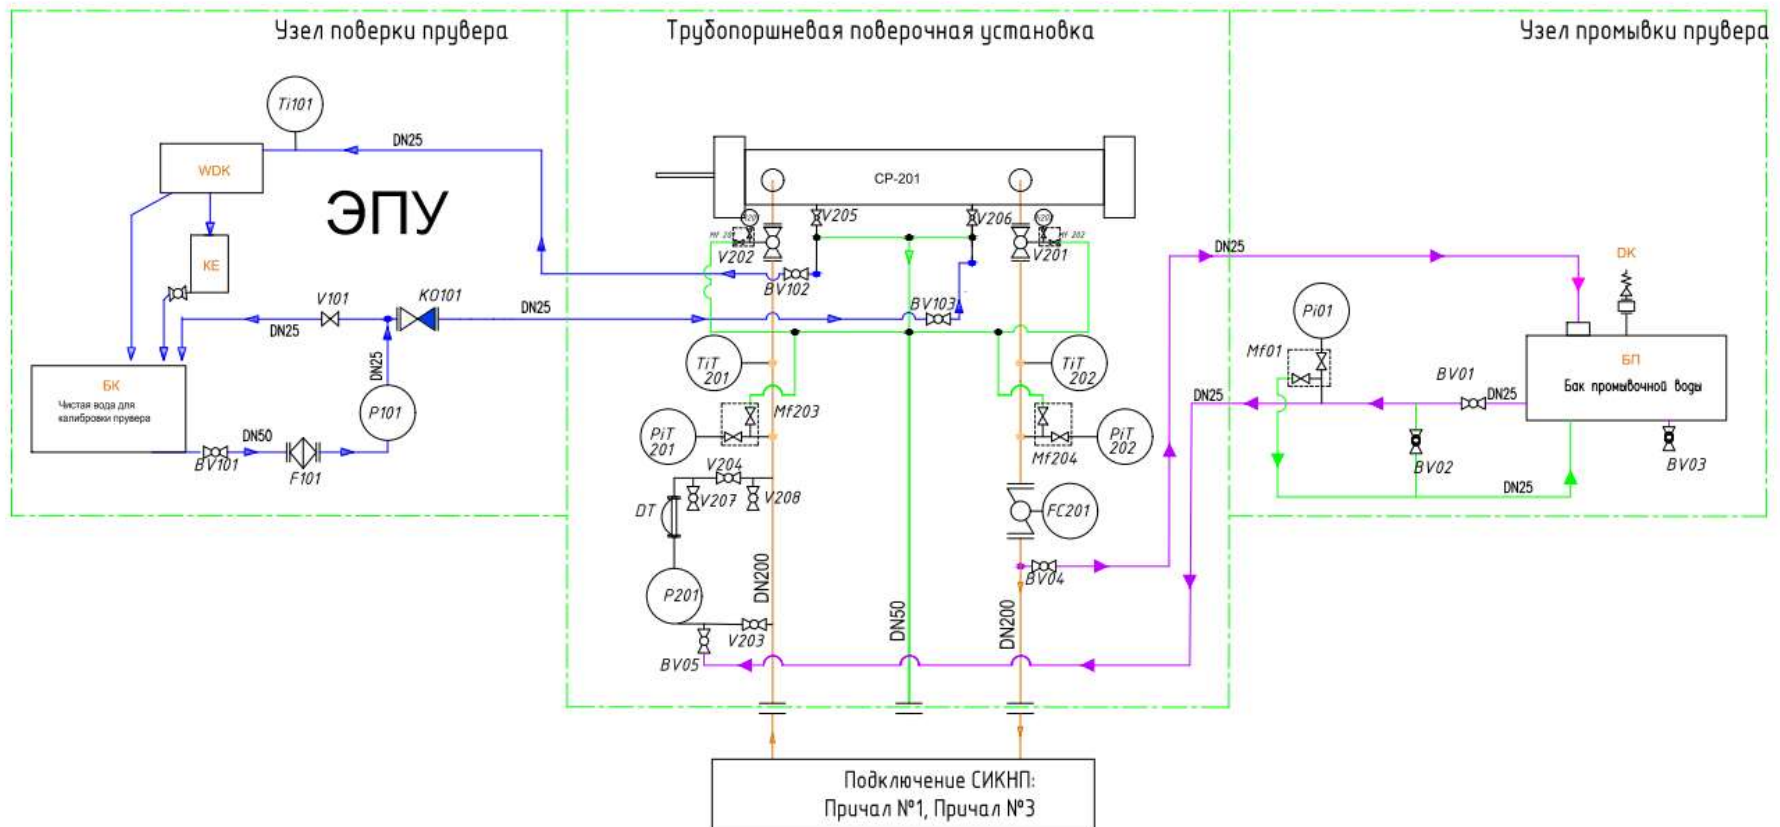 Узел поверки прувера
Трубопоршневая поверочная установка
Узел промывки прувера
Ti101
DN25
WDK
ЭПУ
KE
V101
KO101
DN25
DN25
DN25
БК
Чистая вода для
калибровки прувера
P101
DN50
BV101
F101
CP-201
V205
V206
Mf 202
V202
V201
BV102
BV103
TiT
201
TiT
202
Mf203
PiT
201
PiT
202
Mf204
V204
V207
V208
DT
FC201
P201
DN200
V203
BV04
DN50
DN200
BV05
DN25
DK
Pi01
Mf01
БП
Бак промывочной воды
BV01
DN25
DN25
BV02
BV03
DN25
Подключение СИКНП:
Причал №1, Причал №3